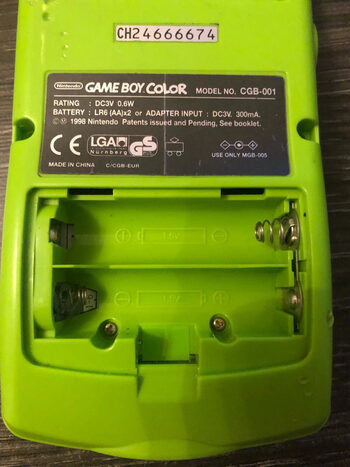 CH24666674
Nintendo GAME BOY COLOR MODEL NO. CGB-001
RATING : DC3V 0.6W
BATTERY : LR6 (AA)x2 or ADAPTER INPUT : DC3V. 300mA.
©Ⓜ 1998 Nintendo Patents issued and Pending, See booklet.
CE LGA Nürnberg GS
MADE IN CHINA C/CGB-EUR USE ONLY MGB-005
1.5V